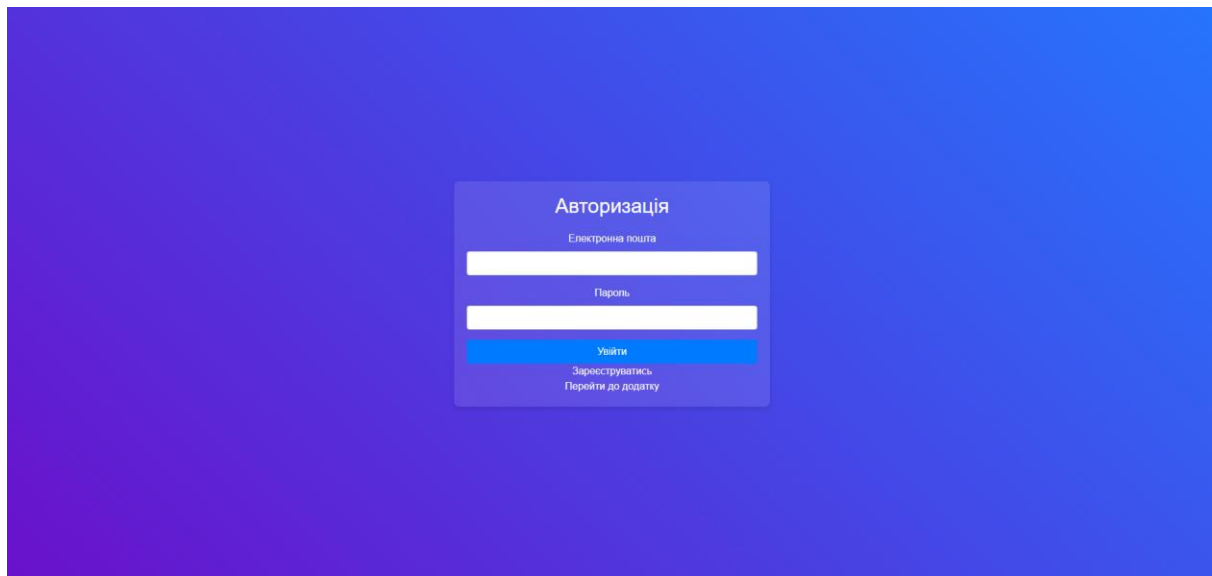 Авторизація
Електронна пошта
Пароль
Увійти
Зареєструватись
Перейти до додатку